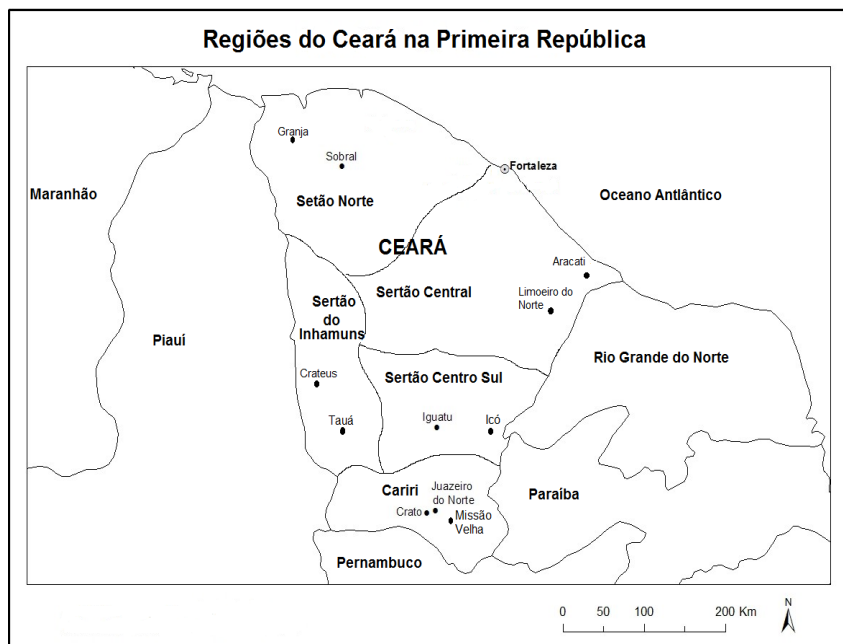 Regiões do Ceará na Primeira República
Granja
Sobral
Fortaleza
Maranhão
Setão Norte
Oceano Antlântico
CEARÁ
Aracati
Sertão Central
Limoeiro do
Norte
Sertão
do
Inhamuns
Piauí
Rio Grande do Norte
Crateus
Sertão Centro Sul
Tauá
Iguatu
Icó
Cariri
Juazeiro
do Norte
Crato
Missão
Velha
Paraíba
Pernambuco
0 50 100 200 Km
N